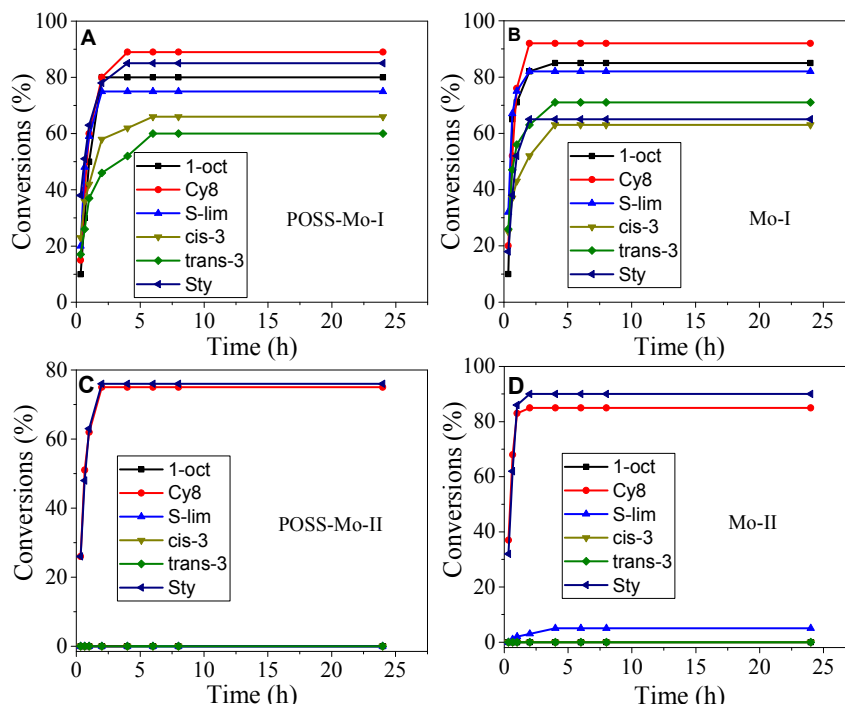 A
Conversions (%)
100
80
60
40
20
0
1-oct
Cy8
S-lim
cis-3
trans-3
Sty
POSS-Mo-I
0 5 10 15 20 25
Time (h)
B
Conversions (%)
100
80
60
40
20
0
1-oct
Cy8
S-lim
cis-3
trans-3
Sty
Mo-I
0 5 10 15 20 25
Time (h)
C
Conversions (%)
80
60
40
20
0
1-oct
Cy8
S-lim
cis-3
trans-3
Sty
POSS-Mo-II
0 5 10 15 20 25
Time (h)
D
Conversions (%)
100
80
60
40
20
0
1-oct
Cy8
S-lim
cis-3
trans-3
Sty
Mo-II
0 5 10 15 20 25
Time (h)